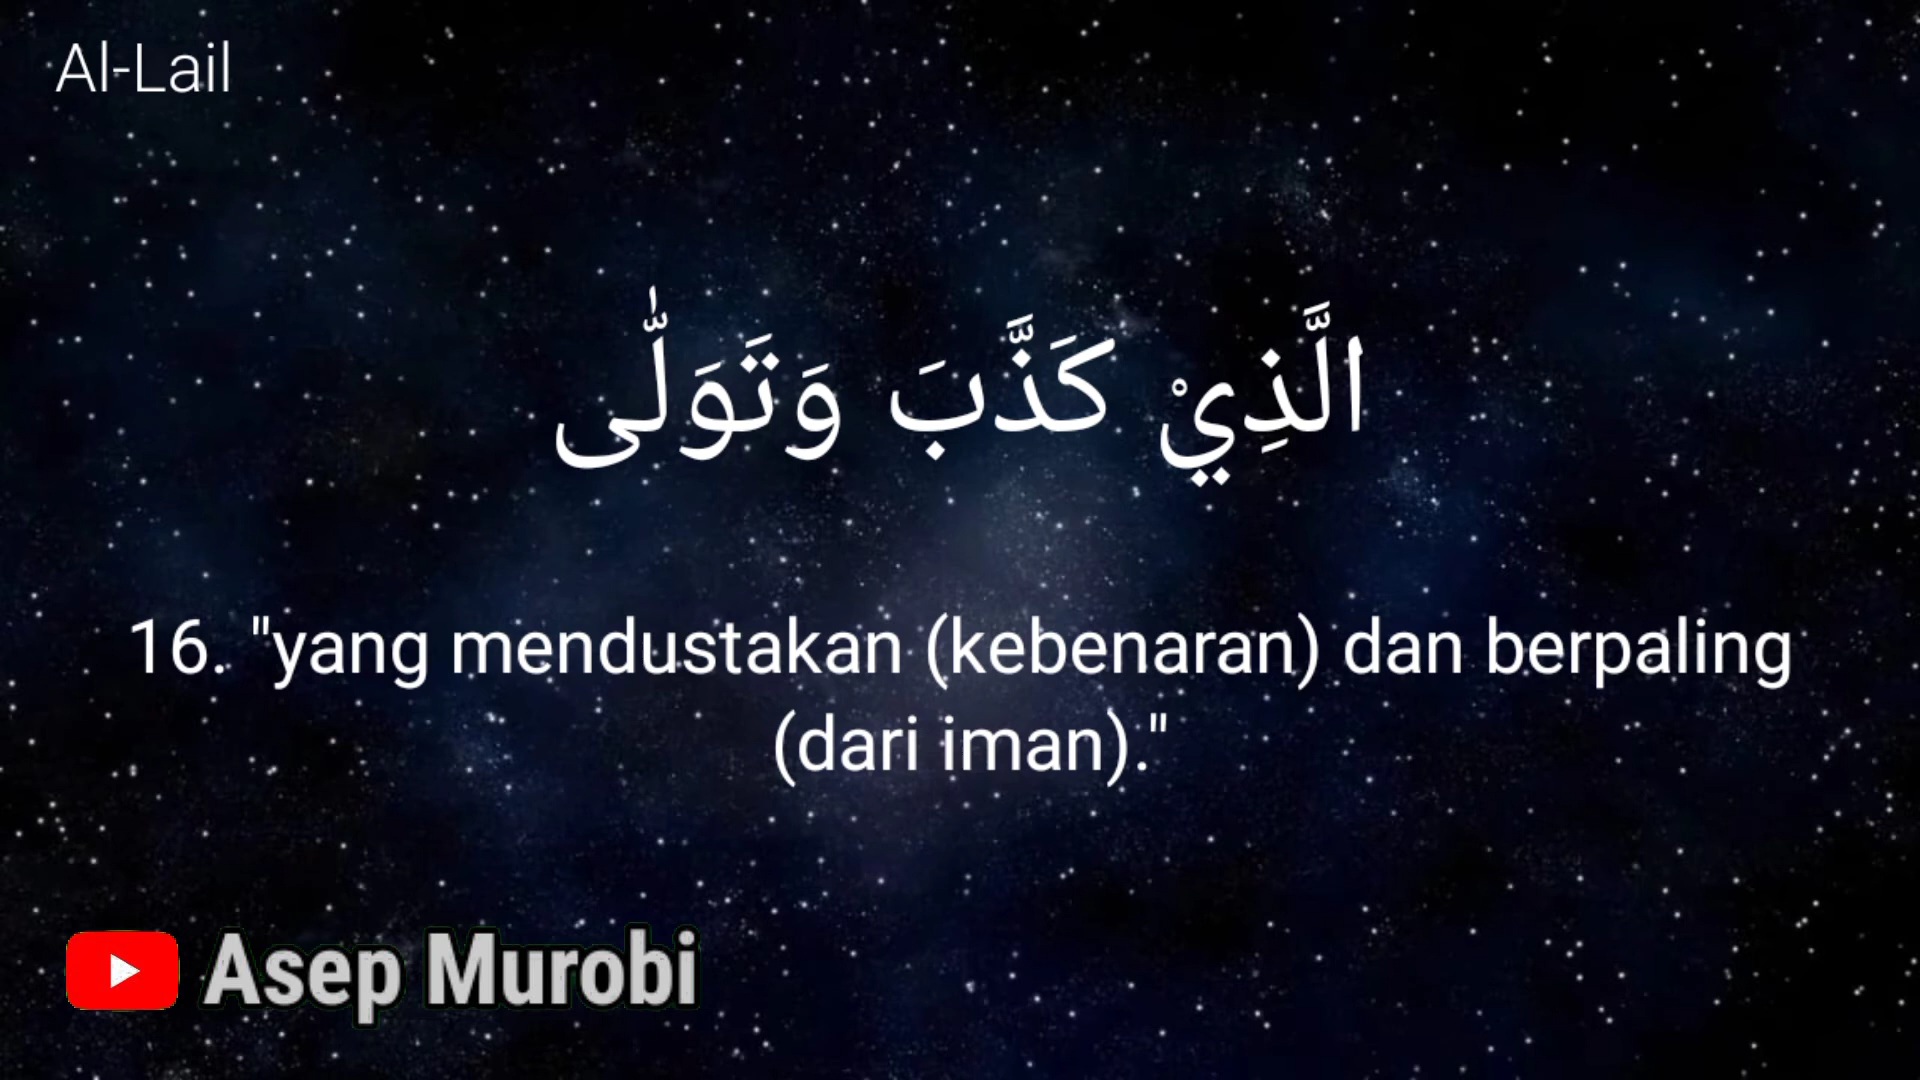 Al-Lail
الَّذِيْ كَذَّبَ وَتَوَلّٰى
16. "yang mendustakan (kebenaran) dan berpaling
(dari iman)."
Asep Murobi